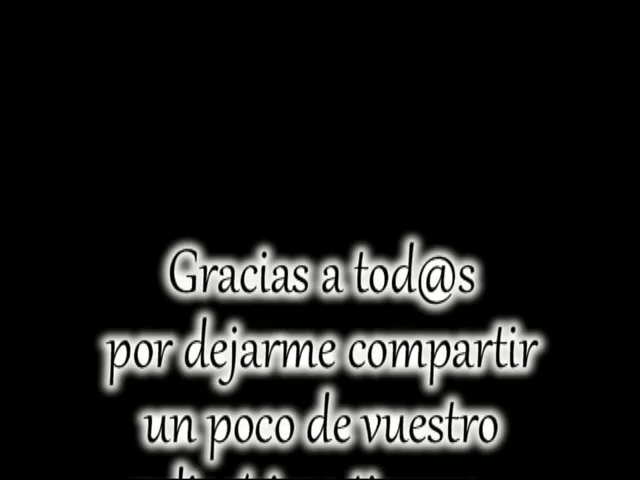 Gracias a tod@s
por dejarme compartir
un poco de vuestro